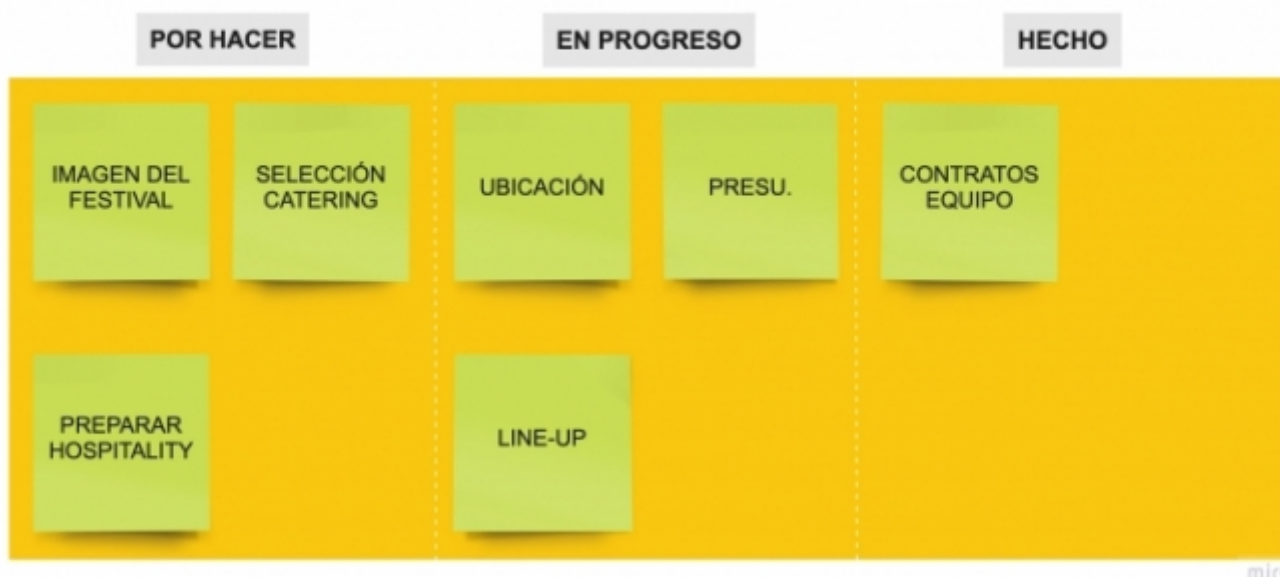 POR HACER
EN PROGRESO
HECHO
IMAGEN DEL
FESTIVAL
SELECCIÓN
CATERING
UBICACIÓN
PRESU.
CONTRATOS
EQUIPO
PREPARAR
HOSPITALITY
LINE-UP